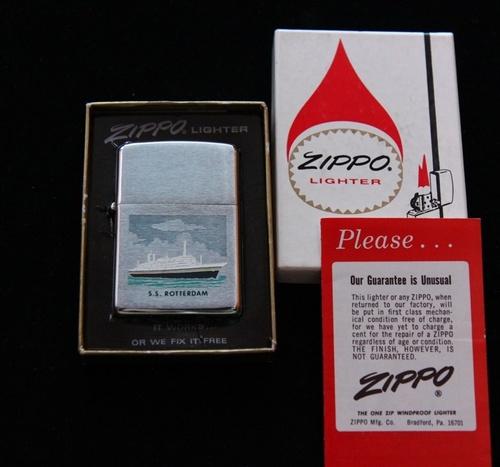 ZIPPO® LIGHTER
S.S. ROTTERDAM
IT WORKS
OR WE FIX IT FREE
ZIPPO®
LIGHTER
Please...
Our Guarantee is Unusual
This lighter or any ZIPPO, when
returned to our factory, will
be put in first class mechan-
ical condition free of charge,
for we have yet to charge a
cent for the repair of a ZIPPO
regardless of age or condition.
THE FINISH, HOWEVER, IS
NOT GUARANTEED.
ZIPPO®
THE ONE ZIP WINDPROOF LIGHTER
ZIPPO Mfg. Co. Bradford, Pa. 16701